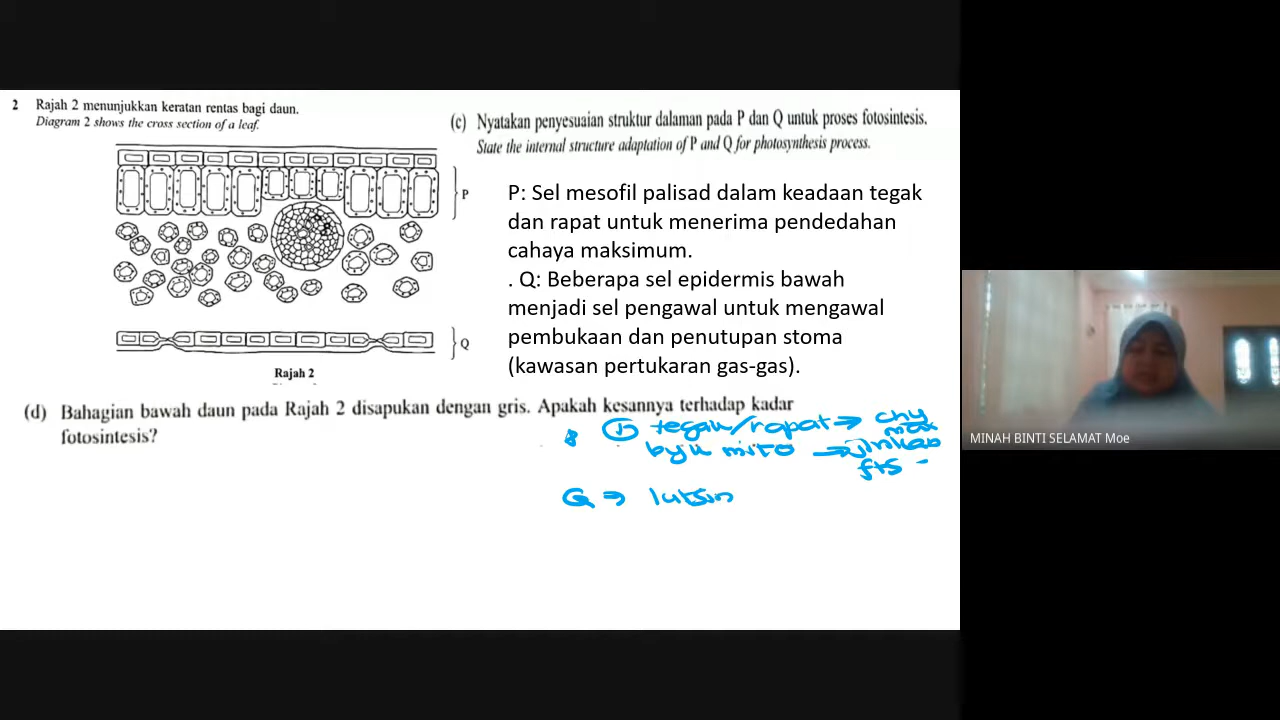 2 Rajah 2 menunjukkan keratan rentas bagi daun.
Diagram 2 shows the cross section of a leaf.
P
Q
Rajah 2
(c) Nyatakan penyesuaian struktur dalaman pada P dan Q untuk proses fotosintesis.
State the internal structure adaptation of P and Q for photosynthesis process.
P: Sel mesofil palisad dalam keadaan tegak
dan rapat untuk menerima pendedahan
cahaya maksimum.
. Q: Beberapa sel epidermis bawah
menjadi sel pengawal untuk mengawal
pembukaan dan penutupan stoma
(kawasan pertukaran gas-gas).
(d) Bahagian bawah daun pada Rajah 2 disapukan dengan gris. Apakah kesannya terhadap kadar
fotosintesis?
tegak/rapat → chy
max
mito →
fts
Q ⇒ lutsin
MINAH BINTI SELAMAT Moe